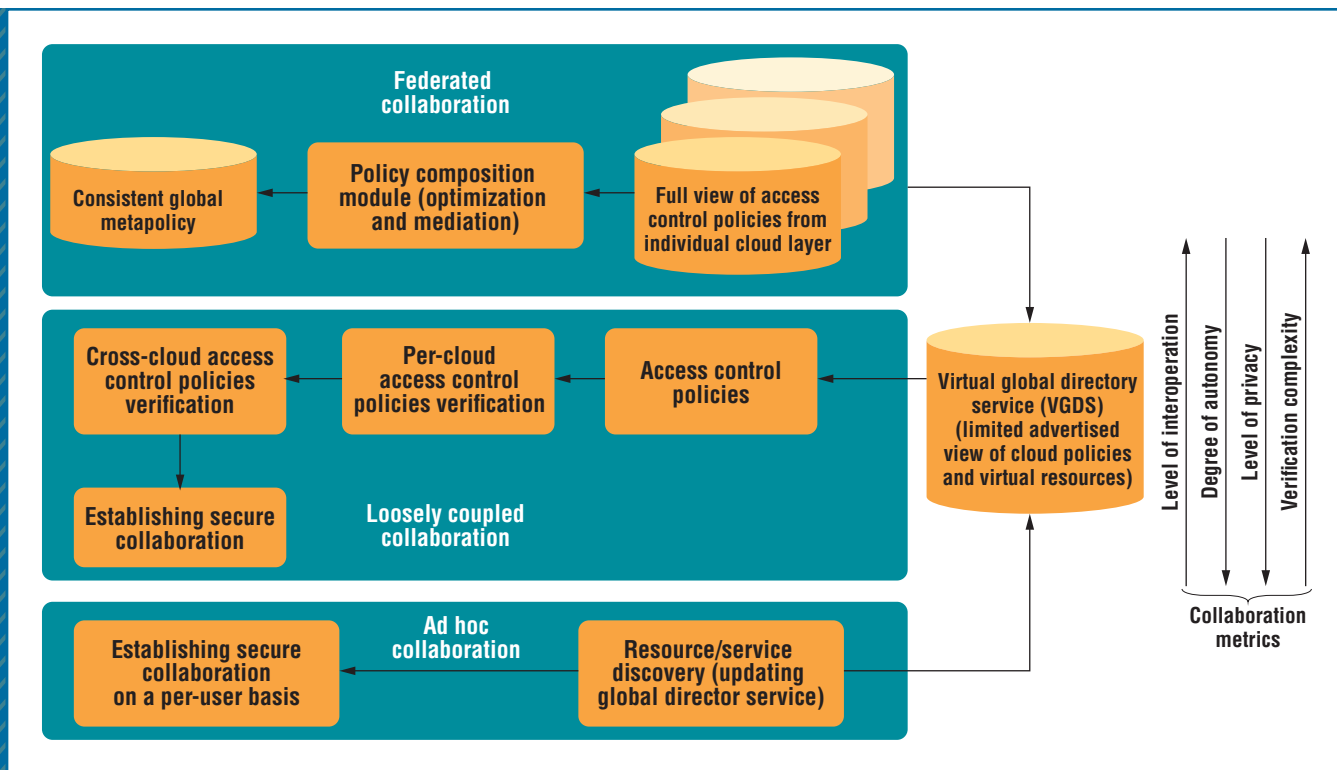 Federated
collaboration
Consistent global
metapolicy
Policy composition
module (optimization
and mediation)
Full view of access
control policies from
individual cloud layer
Cross-cloud access
control policies
verification
Per-cloud
access control
policies verification
Access control
policies
Virtual global directory
service (VGDS)
(limited advertised
view of cloud policies
and virtual resources)
Establishing secure
collaboration
Loosely coupled
collaboration
Ad hoc
collaboration
Establishing secure
collaboration
on a per-user basis
Resource/service
discovery (updating
global director service)
Level of interoperation
Degree of autonomy
Level of privacy
Verification complexity
Collaboration
metrics